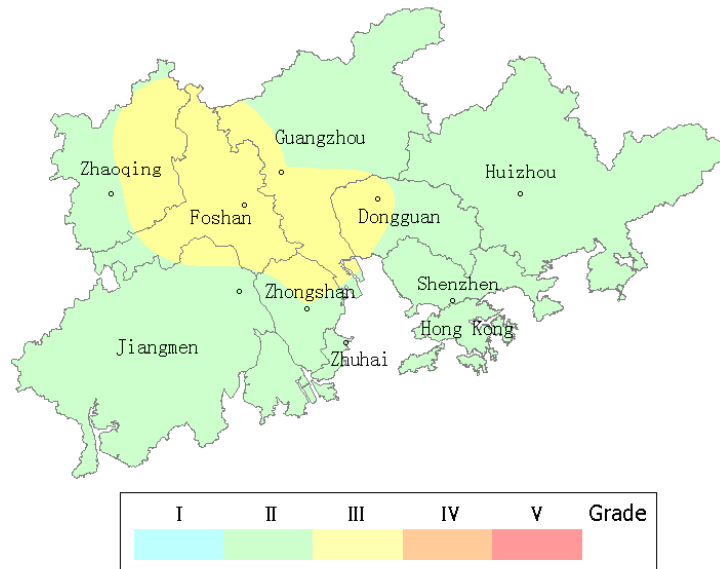 Guangzhou
Zhaoqing
Huizhou
Foshan
Dongguan
Shenzhen
Zhongshan
Hong Kong
Jiangmen
Zhuhai
I II III IV V Grade